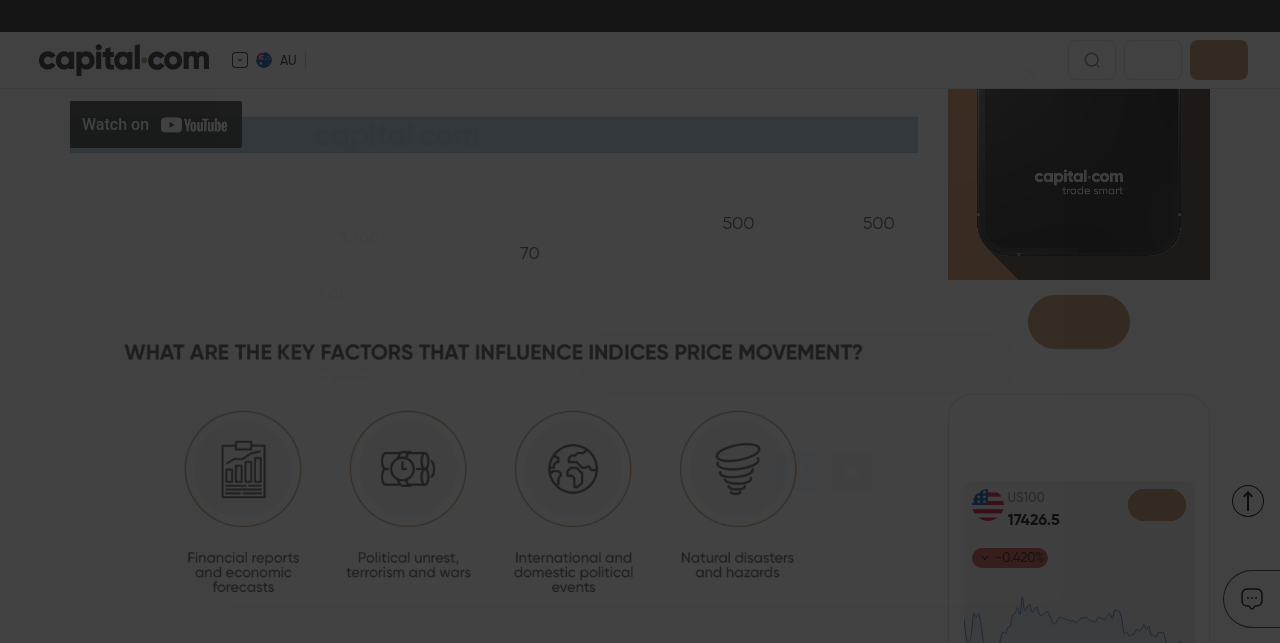 capital.com
AU
Watch on YouTube
capital.com
capital.com
trade smart
500
500
70
WHAT ARE THE KEY FACTORS THAT INFLUENCE INDICES PRICE MOVEMENT?
Financial reports
and economic
forecasts
Political unrest,
terrorism and wars
International and
domestic political
events
Natural disasters
and hazards
US100
17426.5
-0.420%